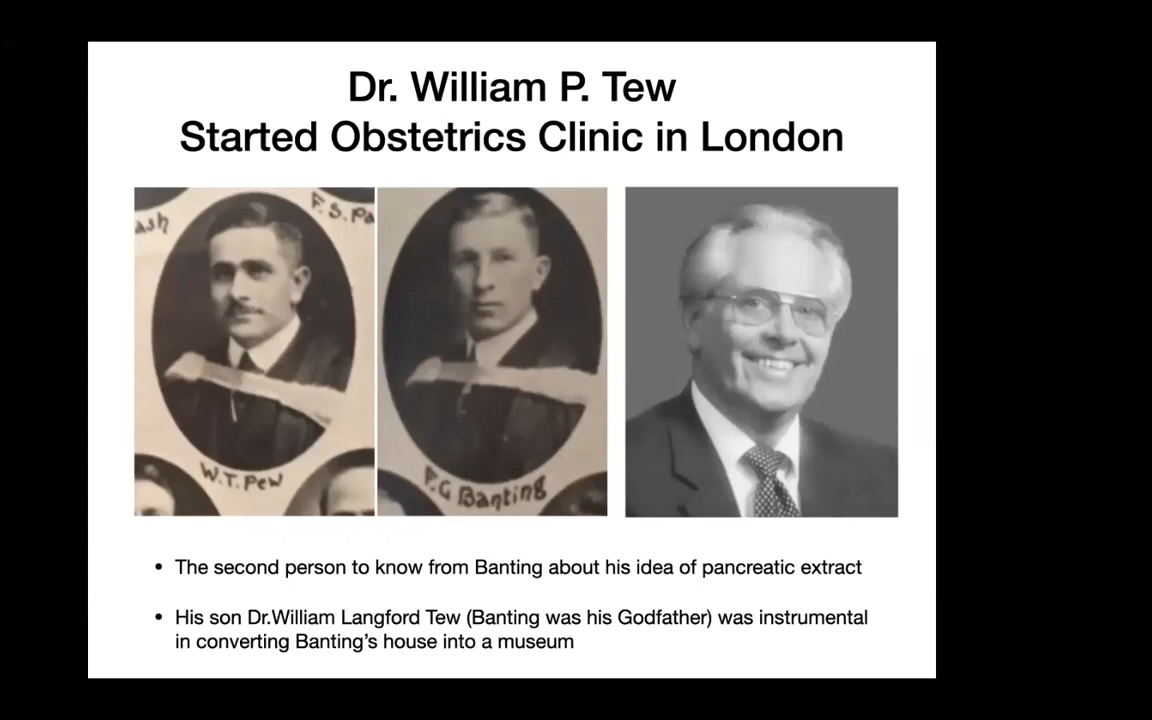 Dr. William P. Tew
Started Obstetrics Clinic in London
ash
F.S.Pa
W.T.Pew
F.G Banting
• The second person to know from Banting about his idea of pancreatic extract
• His son Dr.William Langford Tew (Banting was his Godfather) was instrumental
in converting Banting’s house into a museum